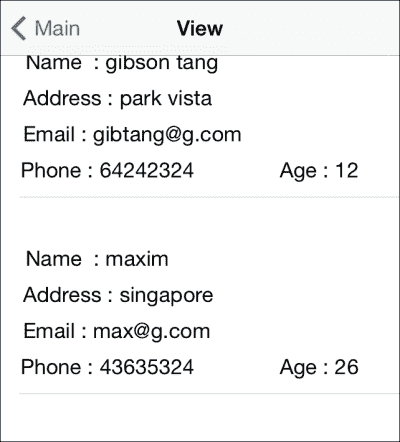 Main View
Name : gibson tang
Address : park vista
Email : gibtang@g.com
Phone : 64242324 Age : 12
Name : maxim
Address : singapore
Email : max@g.com
Phone : 43635324 Age : 26